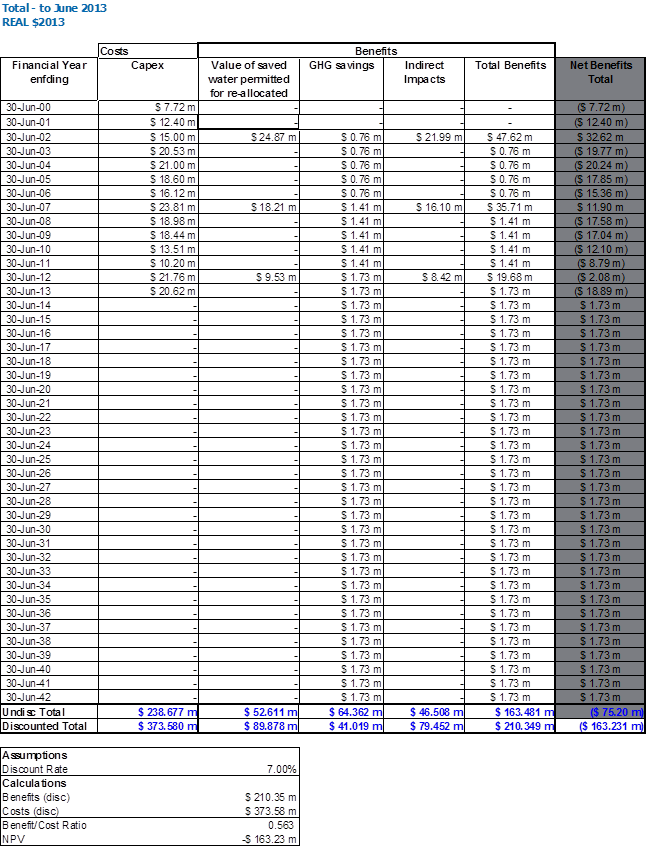 Total - to June 2013
REAL $2013
Costs Benefits
Financial Year Capex Value of saved GHG savings Indirect Total Benefits Net Benefits
enfding water permitted Impacts Total
for re-allocated
30-Jun-00 $ 7.72 m - - - - ($ 7.72 m)
30-Jun-01 $ 12.40 m - - - - ($ 12.40 m)
30-Jun-02 $ 15.00 m $ 24.87 m $ 0.76 m $ 21.99 m $ 47.62 m $ 32.62 m
30-Jun-03 $ 20.53 m - $ 0.76 m - $ 0.76 m ($ 19.77 m)
30-Jun-04 $ 21.00 m - $ 0.76 m - $ 0.76 m ($ 20.24 m)
30-Jun-05 $ 18.60 m - $ 0.76 m - $ 0.76 m ($ 17.85 m)
30-Jun-06 $ 16.12 m - $ 0.76 m - $ 0.76 m ($ 15.36 m)
30-Jun-07 $ 23.81 m $ 18.21 m $ 1.41 m $ 16.10 m $ 35.71 m $ 11.90 m
30-Jun-08 $ 18.98 m - $ 1.41 m - $ 1.41 m ($ 17.58 m)
30-Jun-09 $ 18.44 m - $ 1.41 m - $ 1.41 m ($ 17.04 m)
30-Jun-10 $ 13.51 m - $ 1.41 m - $ 1.41 m ($ 12.10 m)
30-Jun-11 $ 10.20 m - $ 1.41 m - $ 1.41 m ($ 8.79 m)
30-Jun-12 $ 21.76 m $ 9.53 m $ 1.73 m $ 8.42 m $ 19.68 m ($ 2.08 m)
30-Jun-13 $ 20.62 m - $ 1.73 m - $ 1.73 m ($ 18.89 m)
30-Jun-14 - - $ 1.73 m - $ 1.73 m $ 1.73 m
30-Jun-15 - - $ 1.73 m - $ 1.73 m $ 1.73 m
30-Jun-16 - - $ 1.73 m - $ 1.73 m $ 1.73 m
30-Jun-17 - - $ 1.73 m - $ 1.73 m $ 1.73 m
30-Jun-18 - - $ 1.73 m - $ 1.73 m $ 1.73 m
30-Jun-19 - - $ 1.73 m - $ 1.73 m $ 1.73 m
30-Jun-20 - - $ 1.73 m - $ 1.73 m $ 1.73 m
30-Jun-21 - - $ 1.73 m - $ 1.73 m $ 1.73 m
30-Jun-22 - - $ 1.73 m - $ 1.73 m $ 1.73 m
30-Jun-23 - - $ 1.73 m - $ 1.73 m $ 1.73 m
30-Jun-24 - - $ 1.73 m - $ 1.73 m $ 1.73 m
30-Jun-25 - - $ 1.73 m - $ 1.73 m $ 1.73 m
30-Jun-26 - - $ 1.73 m - $ 1.73 m $ 1.73 m
30-Jun-27 - - $ 1.73 m - $ 1.73 m $ 1.73 m
30-Jun-28 - - $ 1.73 m - $ 1.73 m $ 1.73 m
30-Jun-29 - - $ 1.73 m - $ 1.73 m $ 1.73 m
30-Jun-30 - - $ 1.73 m - $ 1.73 m $ 1.73 m
30-Jun-31 - - $ 1.73 m - $ 1.73 m $ 1.73 m
30-Jun-32 - - $ 1.73 m - $ 1.73 m $ 1.73 m
30-Jun-33 - - $ 1.73 m - $ 1.73 m $ 1.73 m
30-Jun-34 - - $ 1.73 m - $ 1.73 m $ 1.73 m
30-Jun-35 - - $ 1.73 m - $ 1.73 m $ 1.73 m
30-Jun-36 - - $ 1.73 m - $ 1.73 m $ 1.73 m
30-Jun-37 - - $ 1.73 m - $ 1.73 m $ 1.73 m
30-Jun-38 - - $ 1.73 m - $ 1.73 m $ 1.73 m
30-Jun-39 - - $ 1.73 m - $ 1.73 m $ 1.73 m
30-Jun-40 - - $ 1.73 m - $ 1.73 m $ 1.73 m
30-Jun-41 - - $ 1.73 m - $ 1.73 m $ 1.73 m
30-Jun-42 - - $ 1.73 m - $ 1.73 m $ 1.73 m
Undisc Total $ 238.677 m $ 52.611 m $ 64.362 m $ 46.508 m $ 163.481 m ($ 75.20 m)
Discounted Total $ 373.580 m $ 89.878 m $ 41.019 m $ 79.452 m $ 210.349 m ($ 163.231 m)
Assumptions
Discount Rate 7.00%
Calculations
Benefits (disc) $ 210.35 m
Costs (disc) $ 373.58 m
Benefit/Cost Ratio 0.563
NPV -$ 163.23 m